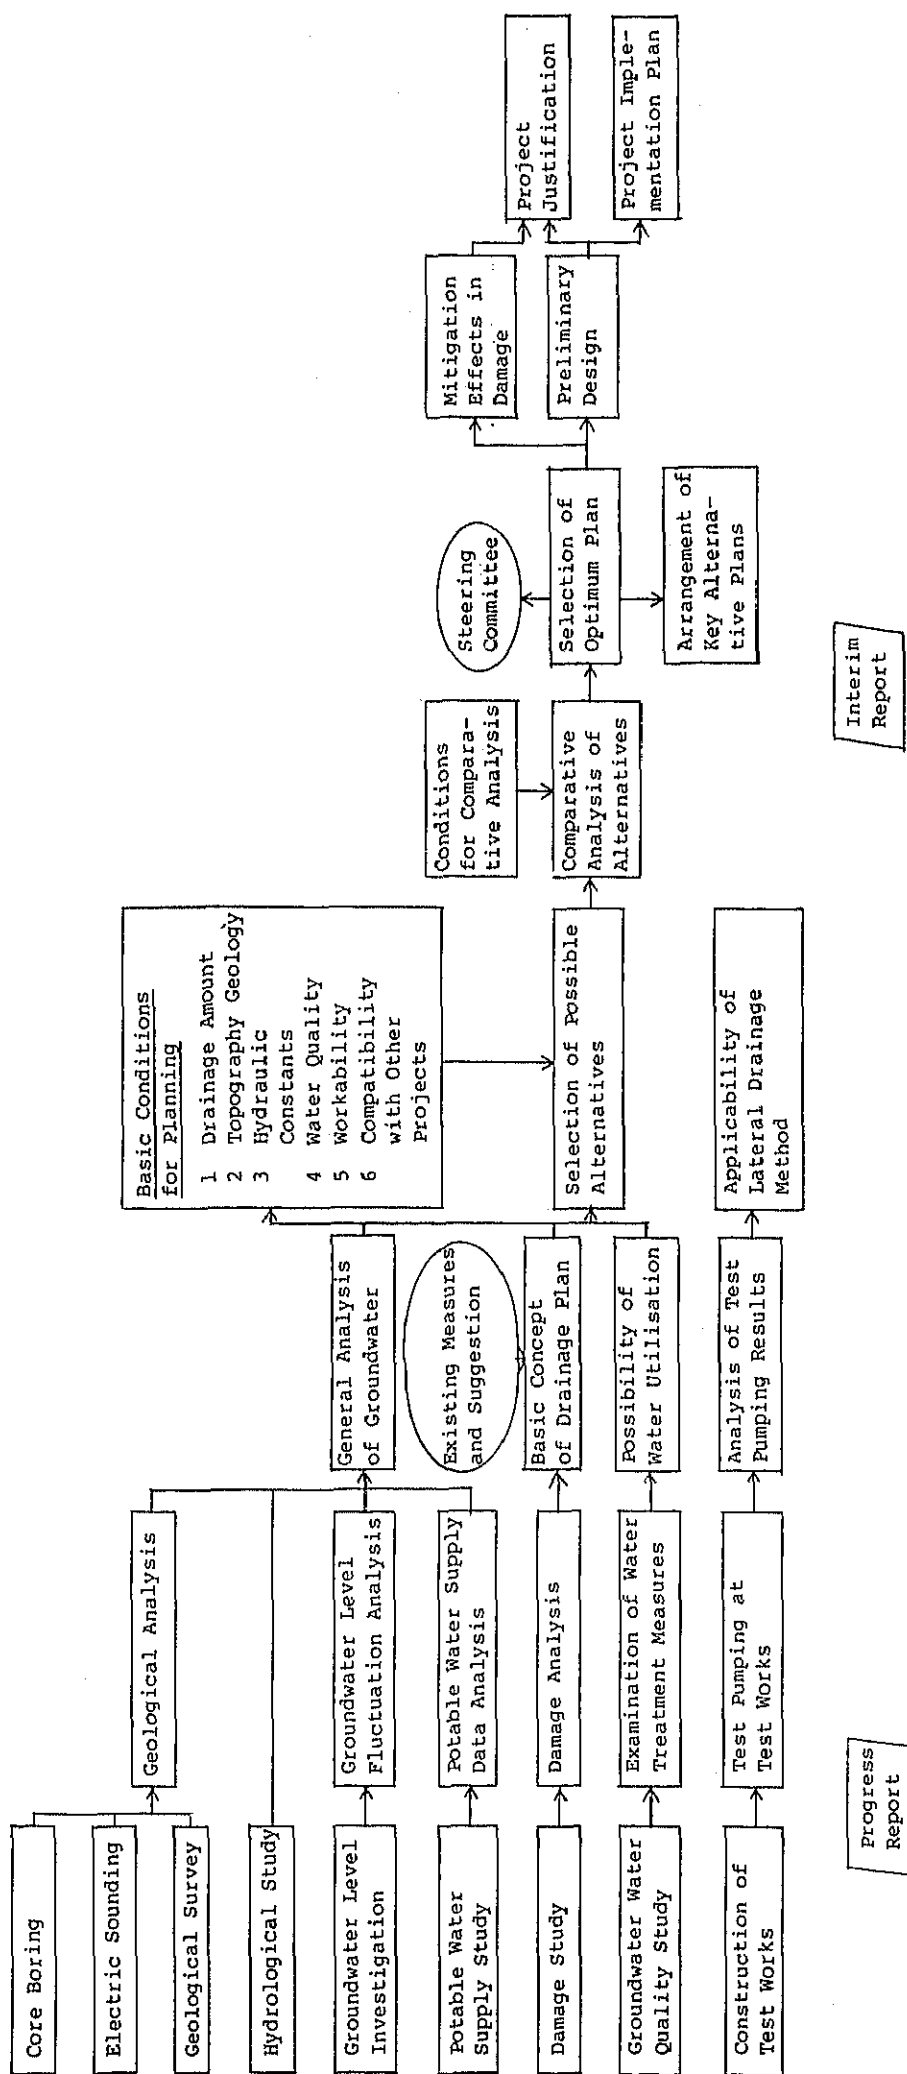 Core Boring
Electric Sounding
Geological Survey
Hydrological Study
Groundwater Level
Investigation
Potable Water
Supply Study
Damage Study
Groundwater Water
Quality Study
Construction of
Test Works
Geological Analysis
Groundwater Level
Fluctuation Analysis
Potable Water Supply
Data Analysis
Damage Analysis
Examination of Water
Treatment Measures
Test Pumping at
Test Works
Progress
Report
General Analysis
of Groundwater
Existing Measures
and Suggestion
Basic Concept
of Drainage Plan
Possibility of
Water Utilisation
Analysis of Test
Pumping Results
Basic Conditions
for Planning
1 Drainage Amount
2 Topography Geology
3 Hydraulic
Constants
4 Water Quality
5 Workability
6 Compatibility
with Other
Projects
Selection of Possible
Alternatives
Applicability of
Lateral Drainage
Method
Conditions
for Compara-
tive Analysis
Comparative
Analysis of
Alternatives
Steering
Committee
Selection of
Optimum Plan
Arrangement of
Key Alterna-
tive Plans
Interim
Report
Mitigation
Effects in
Damage
Preliminary
Design
Project
Justification
Project Imple-
mentation Plan